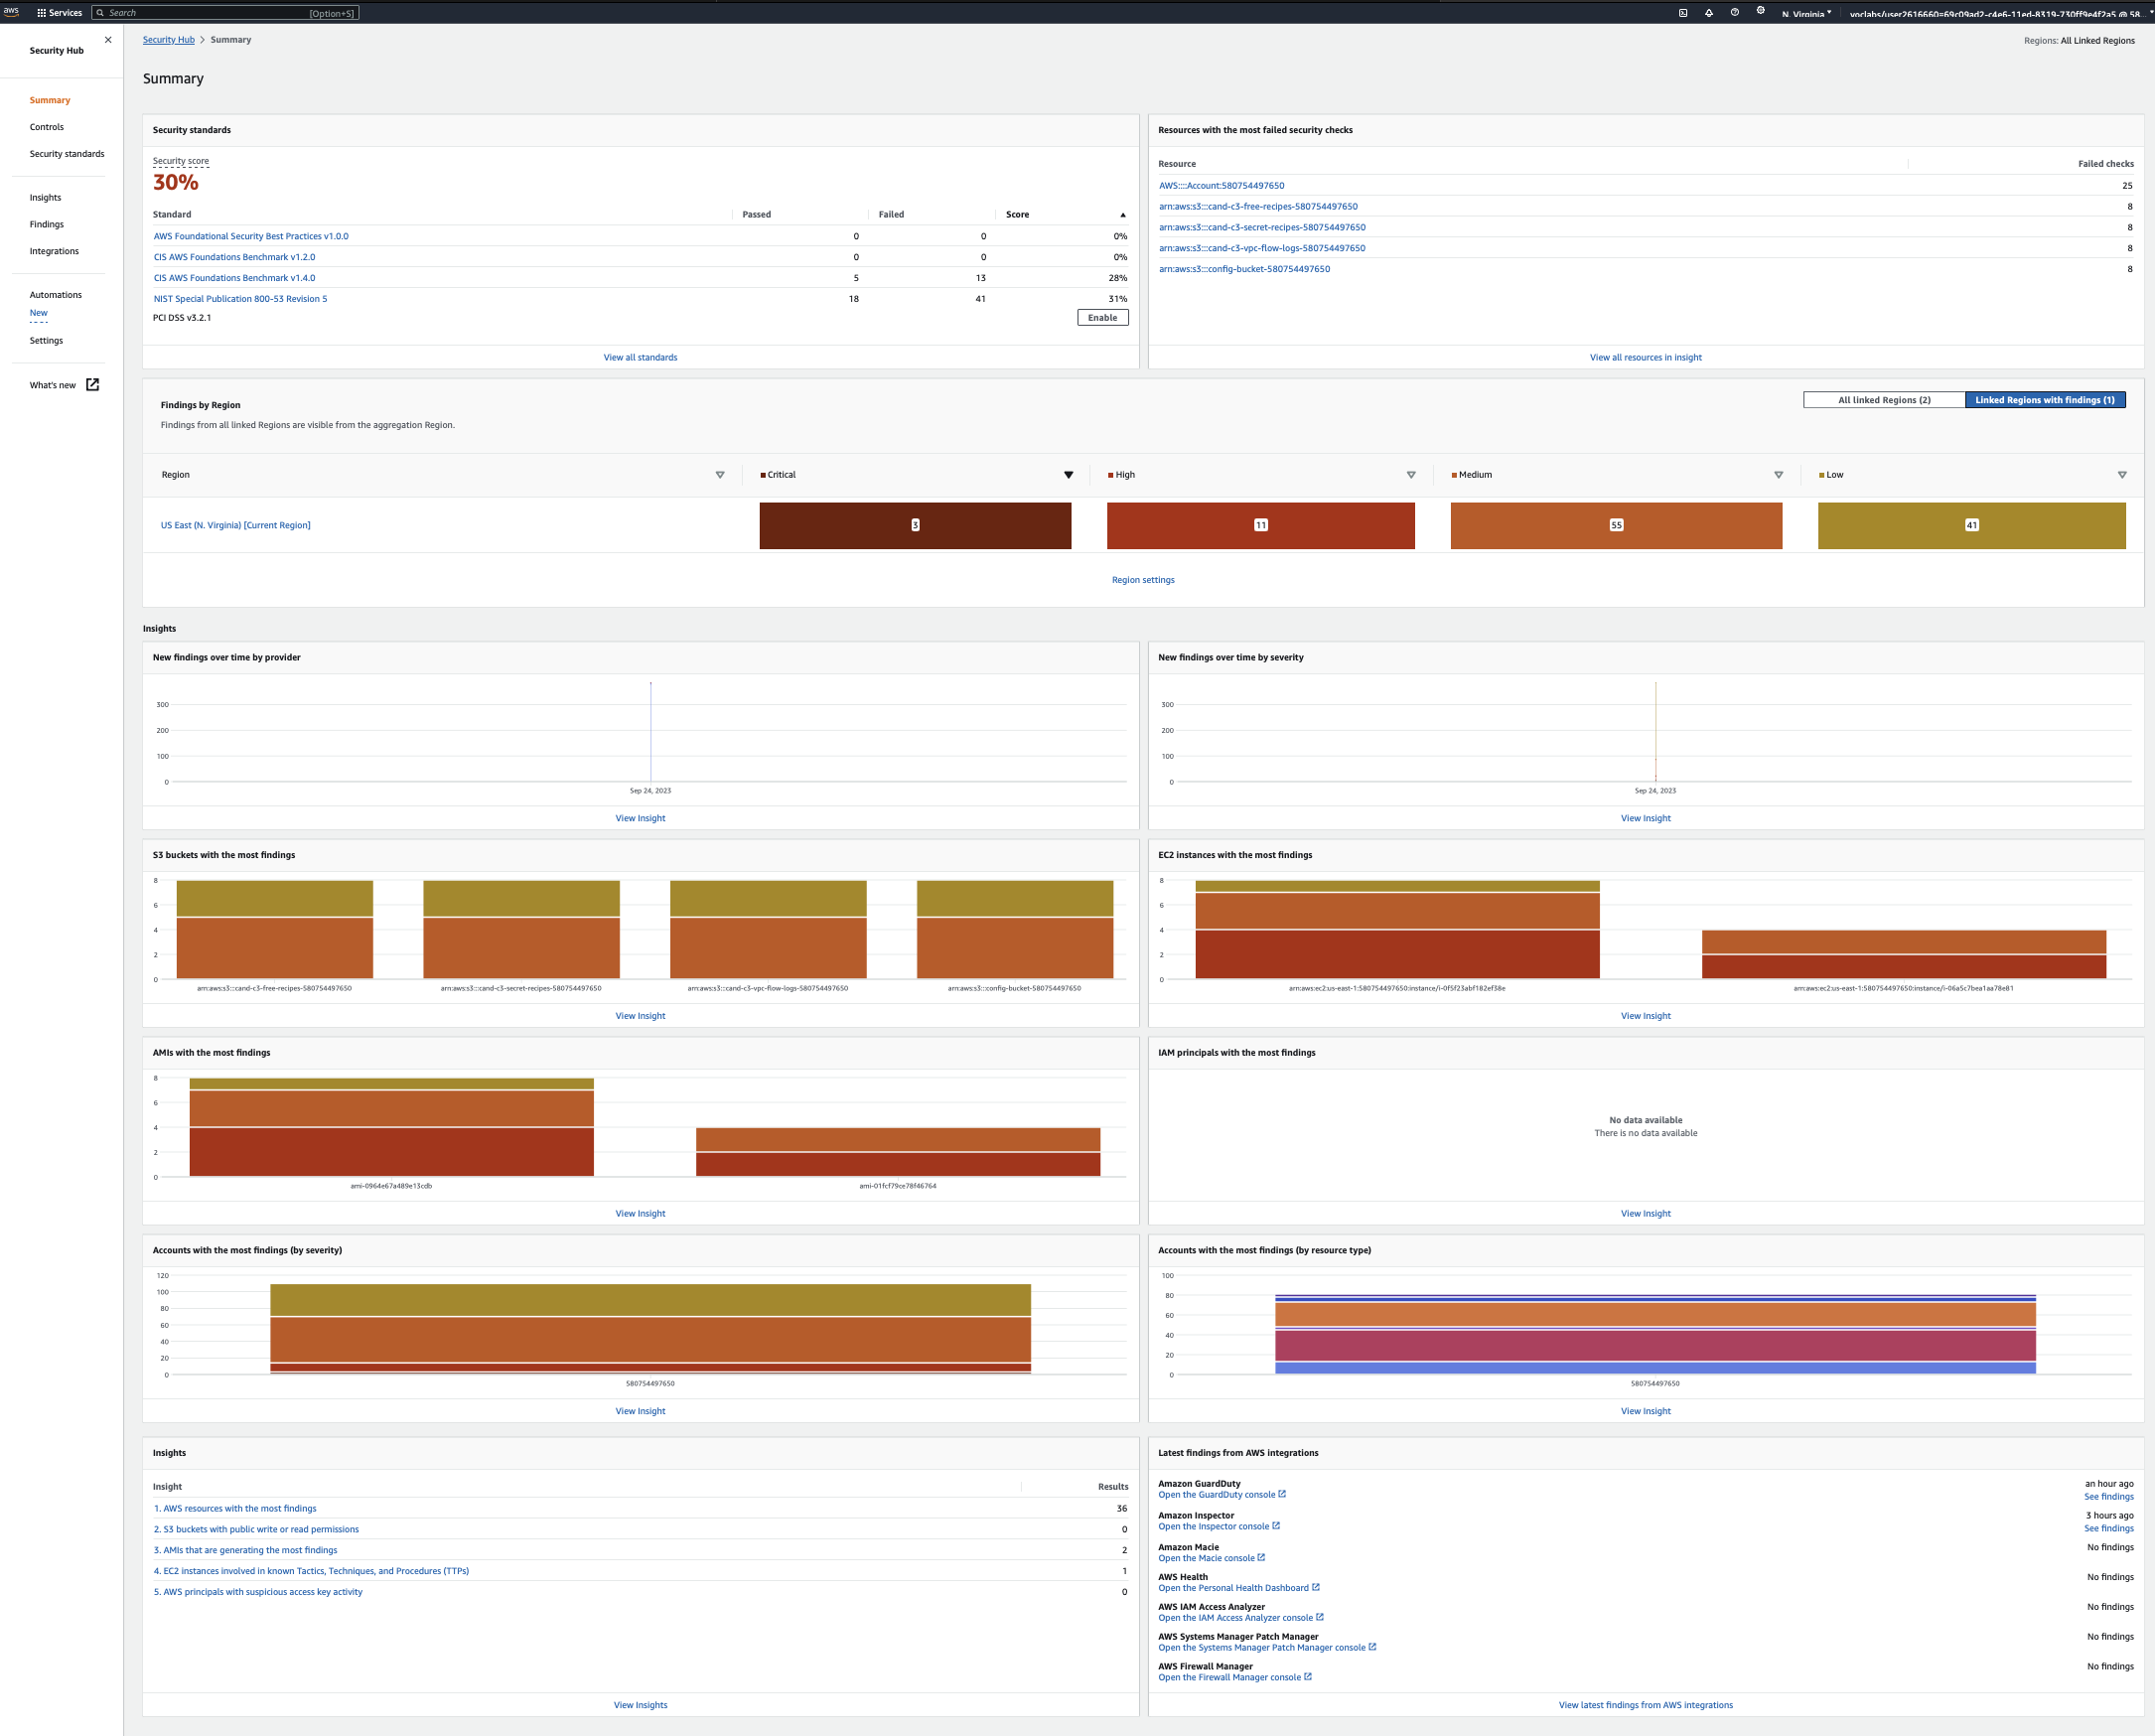 aws
Services
Search
[Option+S]
N. Virginia
voclabs/user2616660=69c09ad2-c4e6-11ed-8319-730ff9e4f2a5 @ 58...
Security Hub
Summary
Controls
Security standards
Insights
Findings
Integrations
Automations
New
Settings
What's new
Security Hub > Summary
Regions: All Linked Regions
Summary
Security standards
Security score
30%
Standard Passed Failed Score
AWS Foundational Security Best Practices v1.0.0 0 0 0%
CIS AWS Foundations Benchmark v1.2.0 0 0 0%
CIS AWS Foundations Benchmark v1.4.0 5 13 28%
NIST Special Publication 800-53 Revision 5 18 41 31%
PCI DSS v3.2.1 Enable
View all standards
Resources with the most failed security checks
Resource Failed checks
AWS::::Account:580754497650 25
arn:aws:s3:::cand-c3-free-recipes-580754497650 8
arn:aws:s3:::cand-c3-secret-recipes-580754497650 8
arn:aws:s3:::cand-c3-vpc-flow-logs-580754497650 8
arn:aws:s3:::config-bucket-580754497650 8
View all resources in insight
Findings by Region
Findings from all linked Regions are visible from the aggregation Region.
All linked Regions (2) Linked Regions with findings (1)
Region Critical High Medium Low
US East (N. Virginia) [Current Region] 3 11 55 41
Region settings
Insights
New findings over time by provider
300
200
100
0
Sep 24, 2023
View Insight
New findings over time by severity
300
200
100
0
Sep 24, 2023
View Insight
S3 buckets with the most findings
8
6
4
2
0
arn:aws:s3:::cand-c3-free-recipes-580754497650 arn:aws:s3:::cand-c3-secret-recipes-580754497650 arn:aws:s3:::cand-c3-vpc-flow-logs-580754497650 arn:aws:s3:::config-bucket-580754497650
View Insight
EC2 instances with the most findings
8
6
4
2
0
arn:aws:ec2:us-east-1:580754497650:instance/i-0f5f23abf182ef38e arn:aws:ec2:us-east-1:580754497650:instance/i-06a5c7bea1aa78e81
View Insight
AMIs with the most findings
8
6
4
2
0
ami-0964e67a489e13cdb ami-01fcf79ce78f46764
View Insight
IAM principals with the most findings
No data available
There is no data available
View Insight
Accounts with the most findings (by severity)
120
100
80
60
40
20
0
580754497650
View Insight
Accounts with the most findings (by resource type)
100
80
60
40
20
0
580754497650
View Insight
Insights
Insight Results
1. AWS resources with the most findings 36
2. S3 buckets with public write or read permissions 0
3. AMIs that are generating the most findings 2
4. EC2 instances involved in known Tactics, Techniques, and Procedures (TTPs) 1
5. AWS principals with suspicious access key activity 0
View Insights
Latest findings from AWS integrations
Amazon GuardDuty an hour ago
Open the GuardDuty console See findings
Amazon Inspector 3 hours ago
Open the Inspector console See findings
Amazon Macie No findings
Open the Macie console
AWS Health No findings
Open the Personal Health Dashboard
AWS IAM Access Analyzer No findings
Open the IAM Access Analyzer console
AWS Systems Manager Patch Manager No findings
Open the Systems Manager Patch Manager console
AWS Firewall Manager No findings
Open the Firewall Manager console
View latest findings from AWS integrations